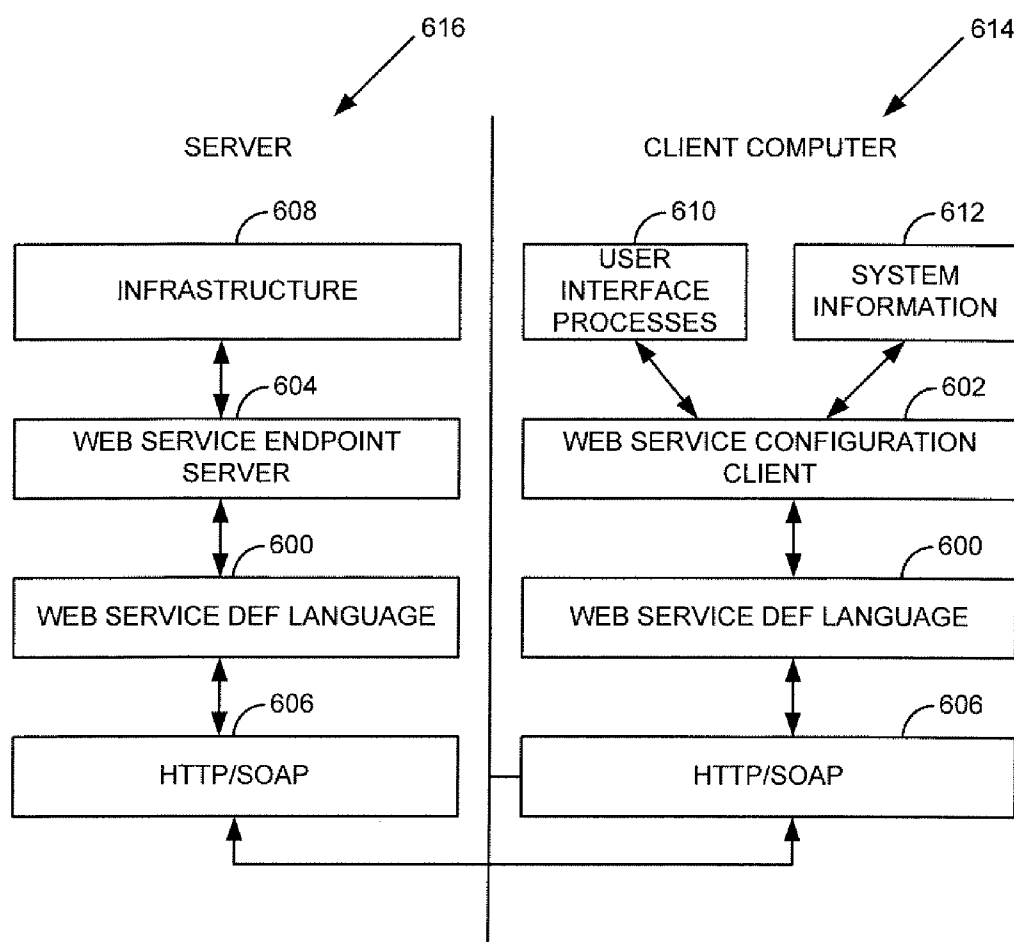 616
614
SERVER
CLIENT COMPUTER
608
610
612
INFRASTRUCTURE
USER
INTERFACE
PROCESSES
SYSTEM
INFORMATION
604
602
WEB SERVICE ENDPOINT
SERVER
WEB SERVICE CONFIGURATION
CLIENT
600
600
WEB SERVICE DEF LANGUAGE
WEB SERVICE DEF LANGUAGE
606
606
HTTP/SOAP
HTTP/SOAP